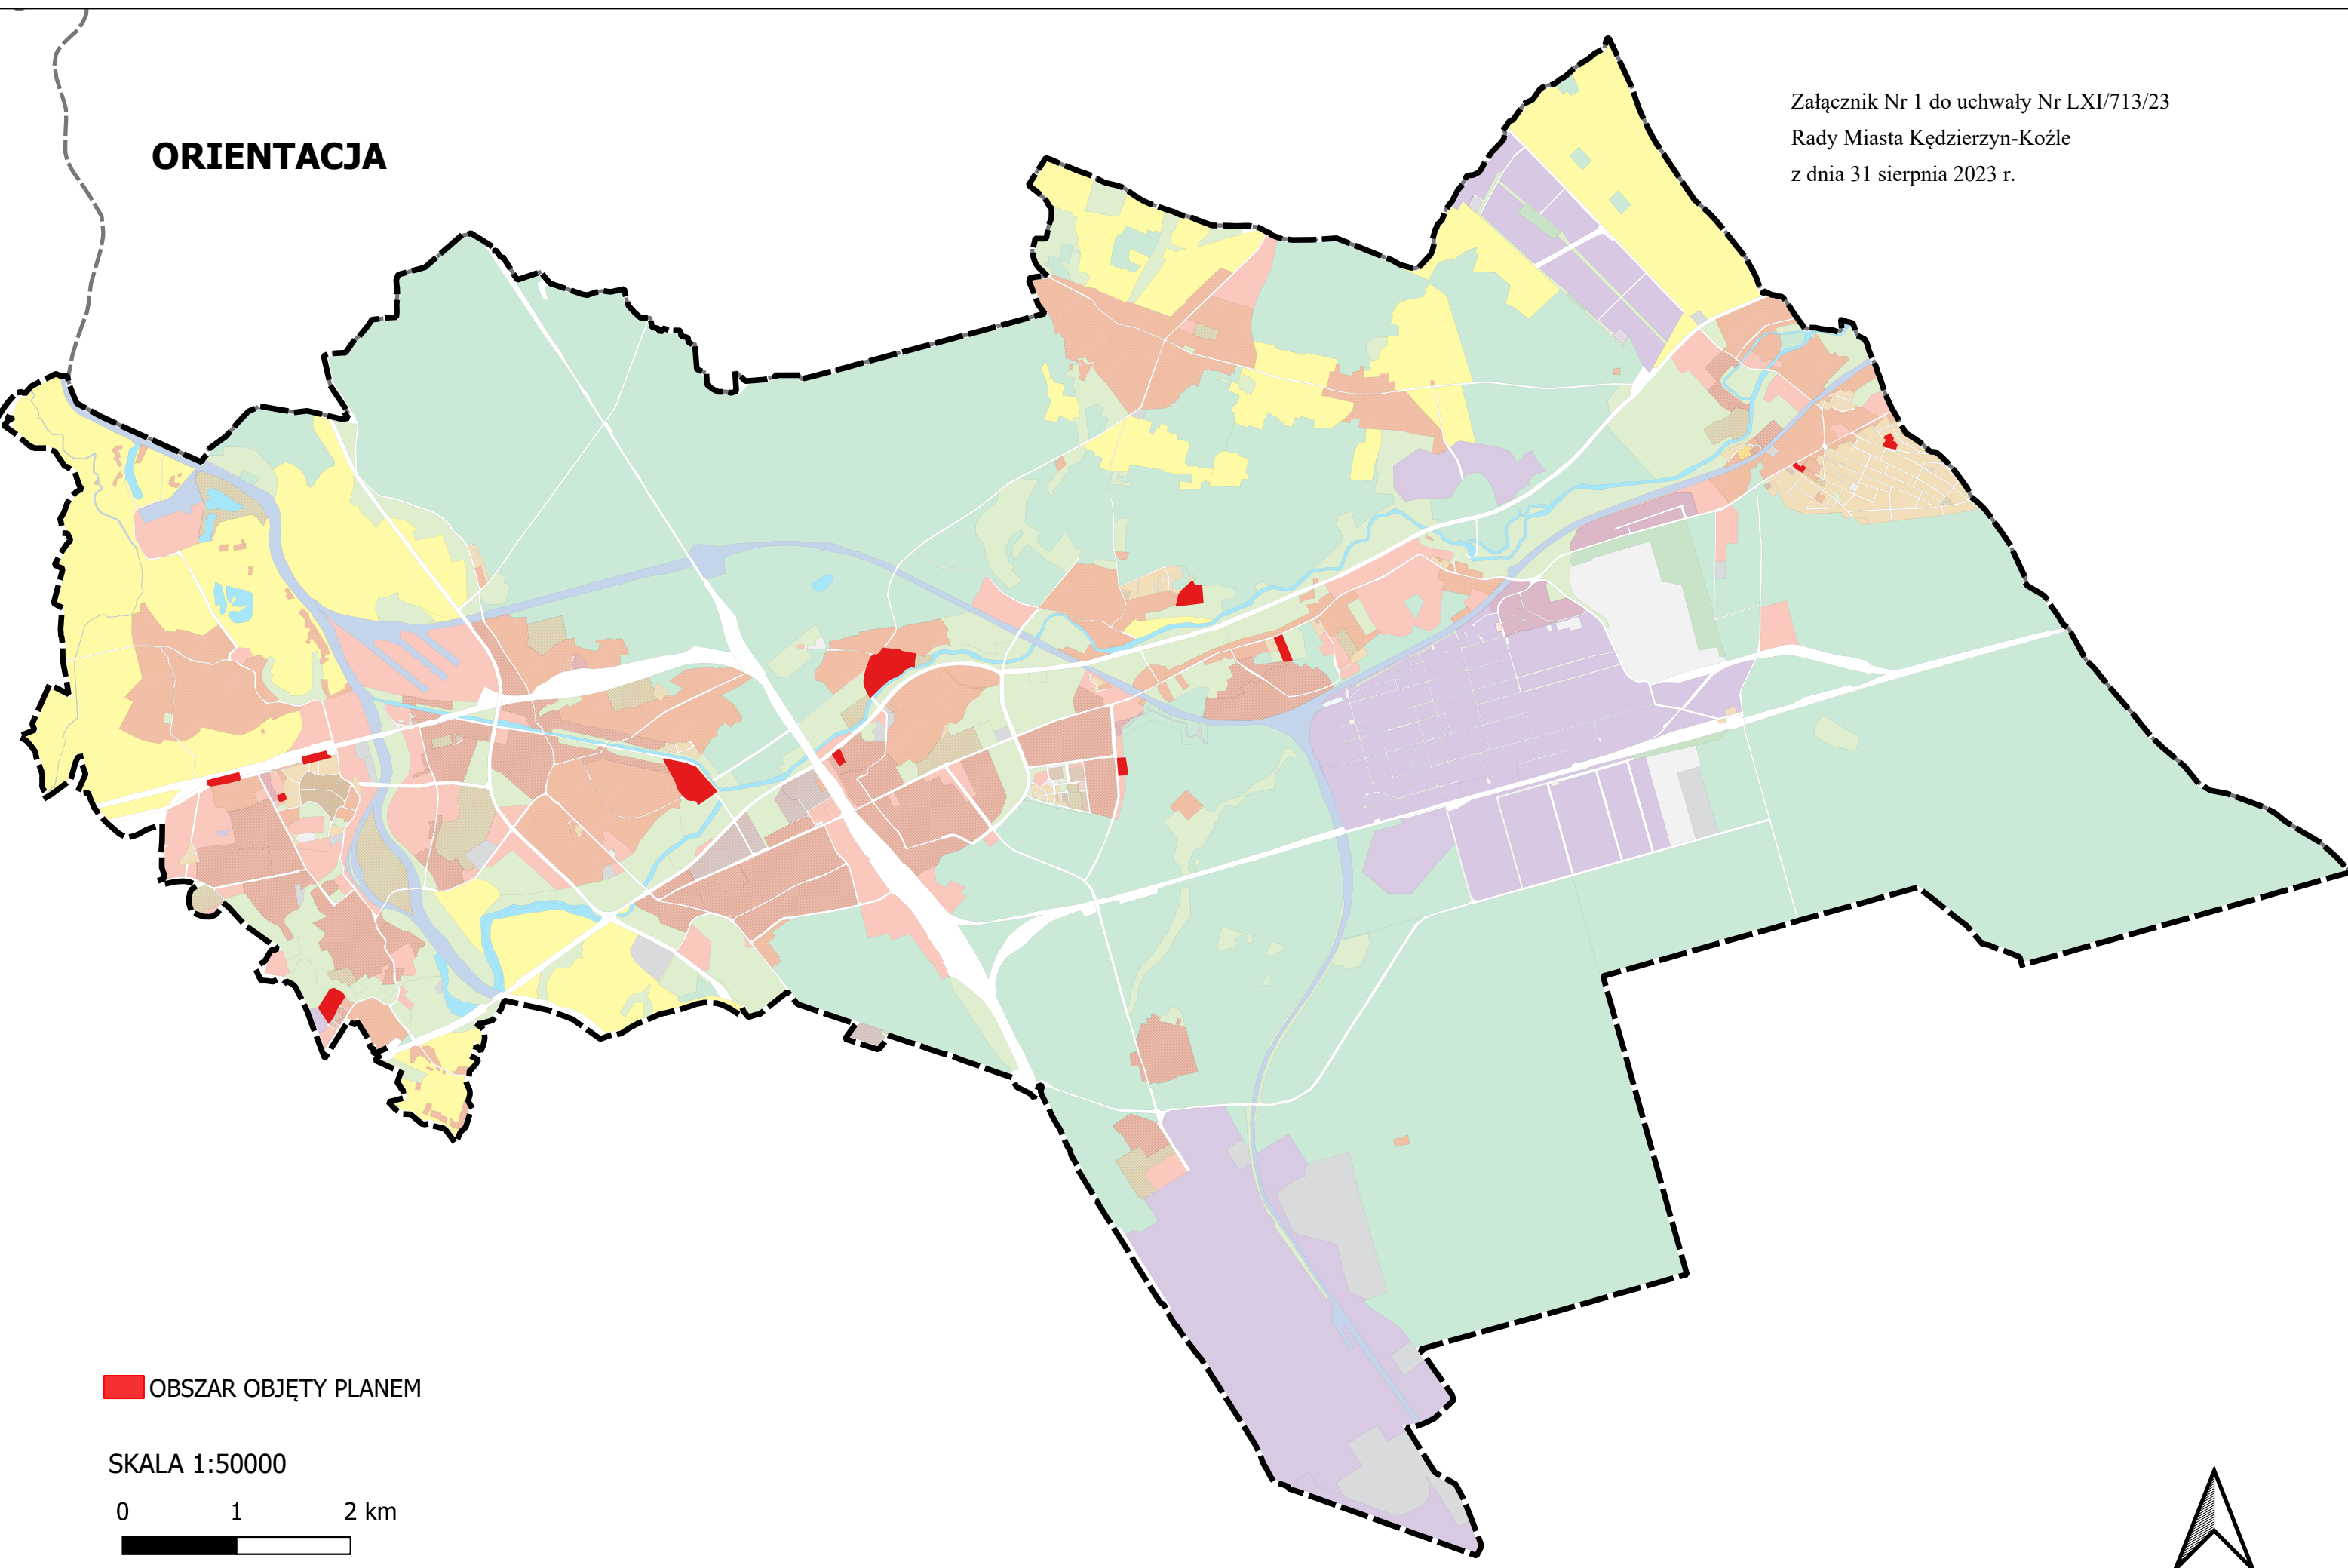 Załącznik Nr 1 do uchwały Nr LXI/713/23
Rady Miasta Kędzierzyn-Koźle
z dnia 31 sierpnia 2023 r.
ORIENTACJA
OBSZAR OBJĘTY PLANEM
SKALA 1:50000
0 1 2 km